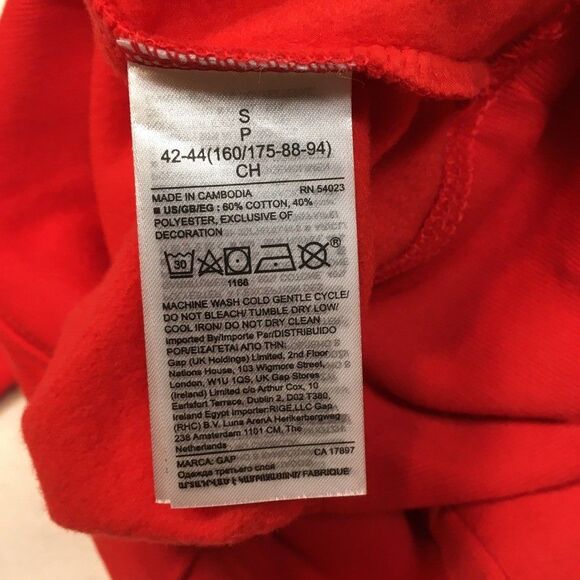 S
P
42-44(160/175-88-94)
CH
MADE IN CAMBODIA RN 54023
■ US/GB/EG : 60% COTTON, 40%
POLYESTER, EXCLUSIVE OF
DECORATION
30 ®
1166
MACHINE WASH COLD GENTLE CYCLE/
DO NOT BLEACH/ TUMBLE DRY LOW/
COOL IRON/ DO NOT DRY CLEAN
Imported By/Importe Par/DISTRIBUIDO
POR/ΕΙΣΑΓΕΤΑΙ ΑΠΟ ΤΗΝ:
Gap (UK Holdings) Limited, 2nd Floor
Nations House, 103 Wigmore Street,
London, W1U 1QS, UK Gap Stores
(Ireland) Limited c/o Arthur Cox, 10
Earlsfort Terrace, Dublin 2, D02 T380,
Ireland Egypt Importer:RIGE,LLC Gap
(RHC) B.V. Luna ArenA Herikerbergweg
238 Amsterdam 1101 CM, The
Netherlands
MARCA: GAP CA 17897
Одежда третьего слоя
FABRIQUE